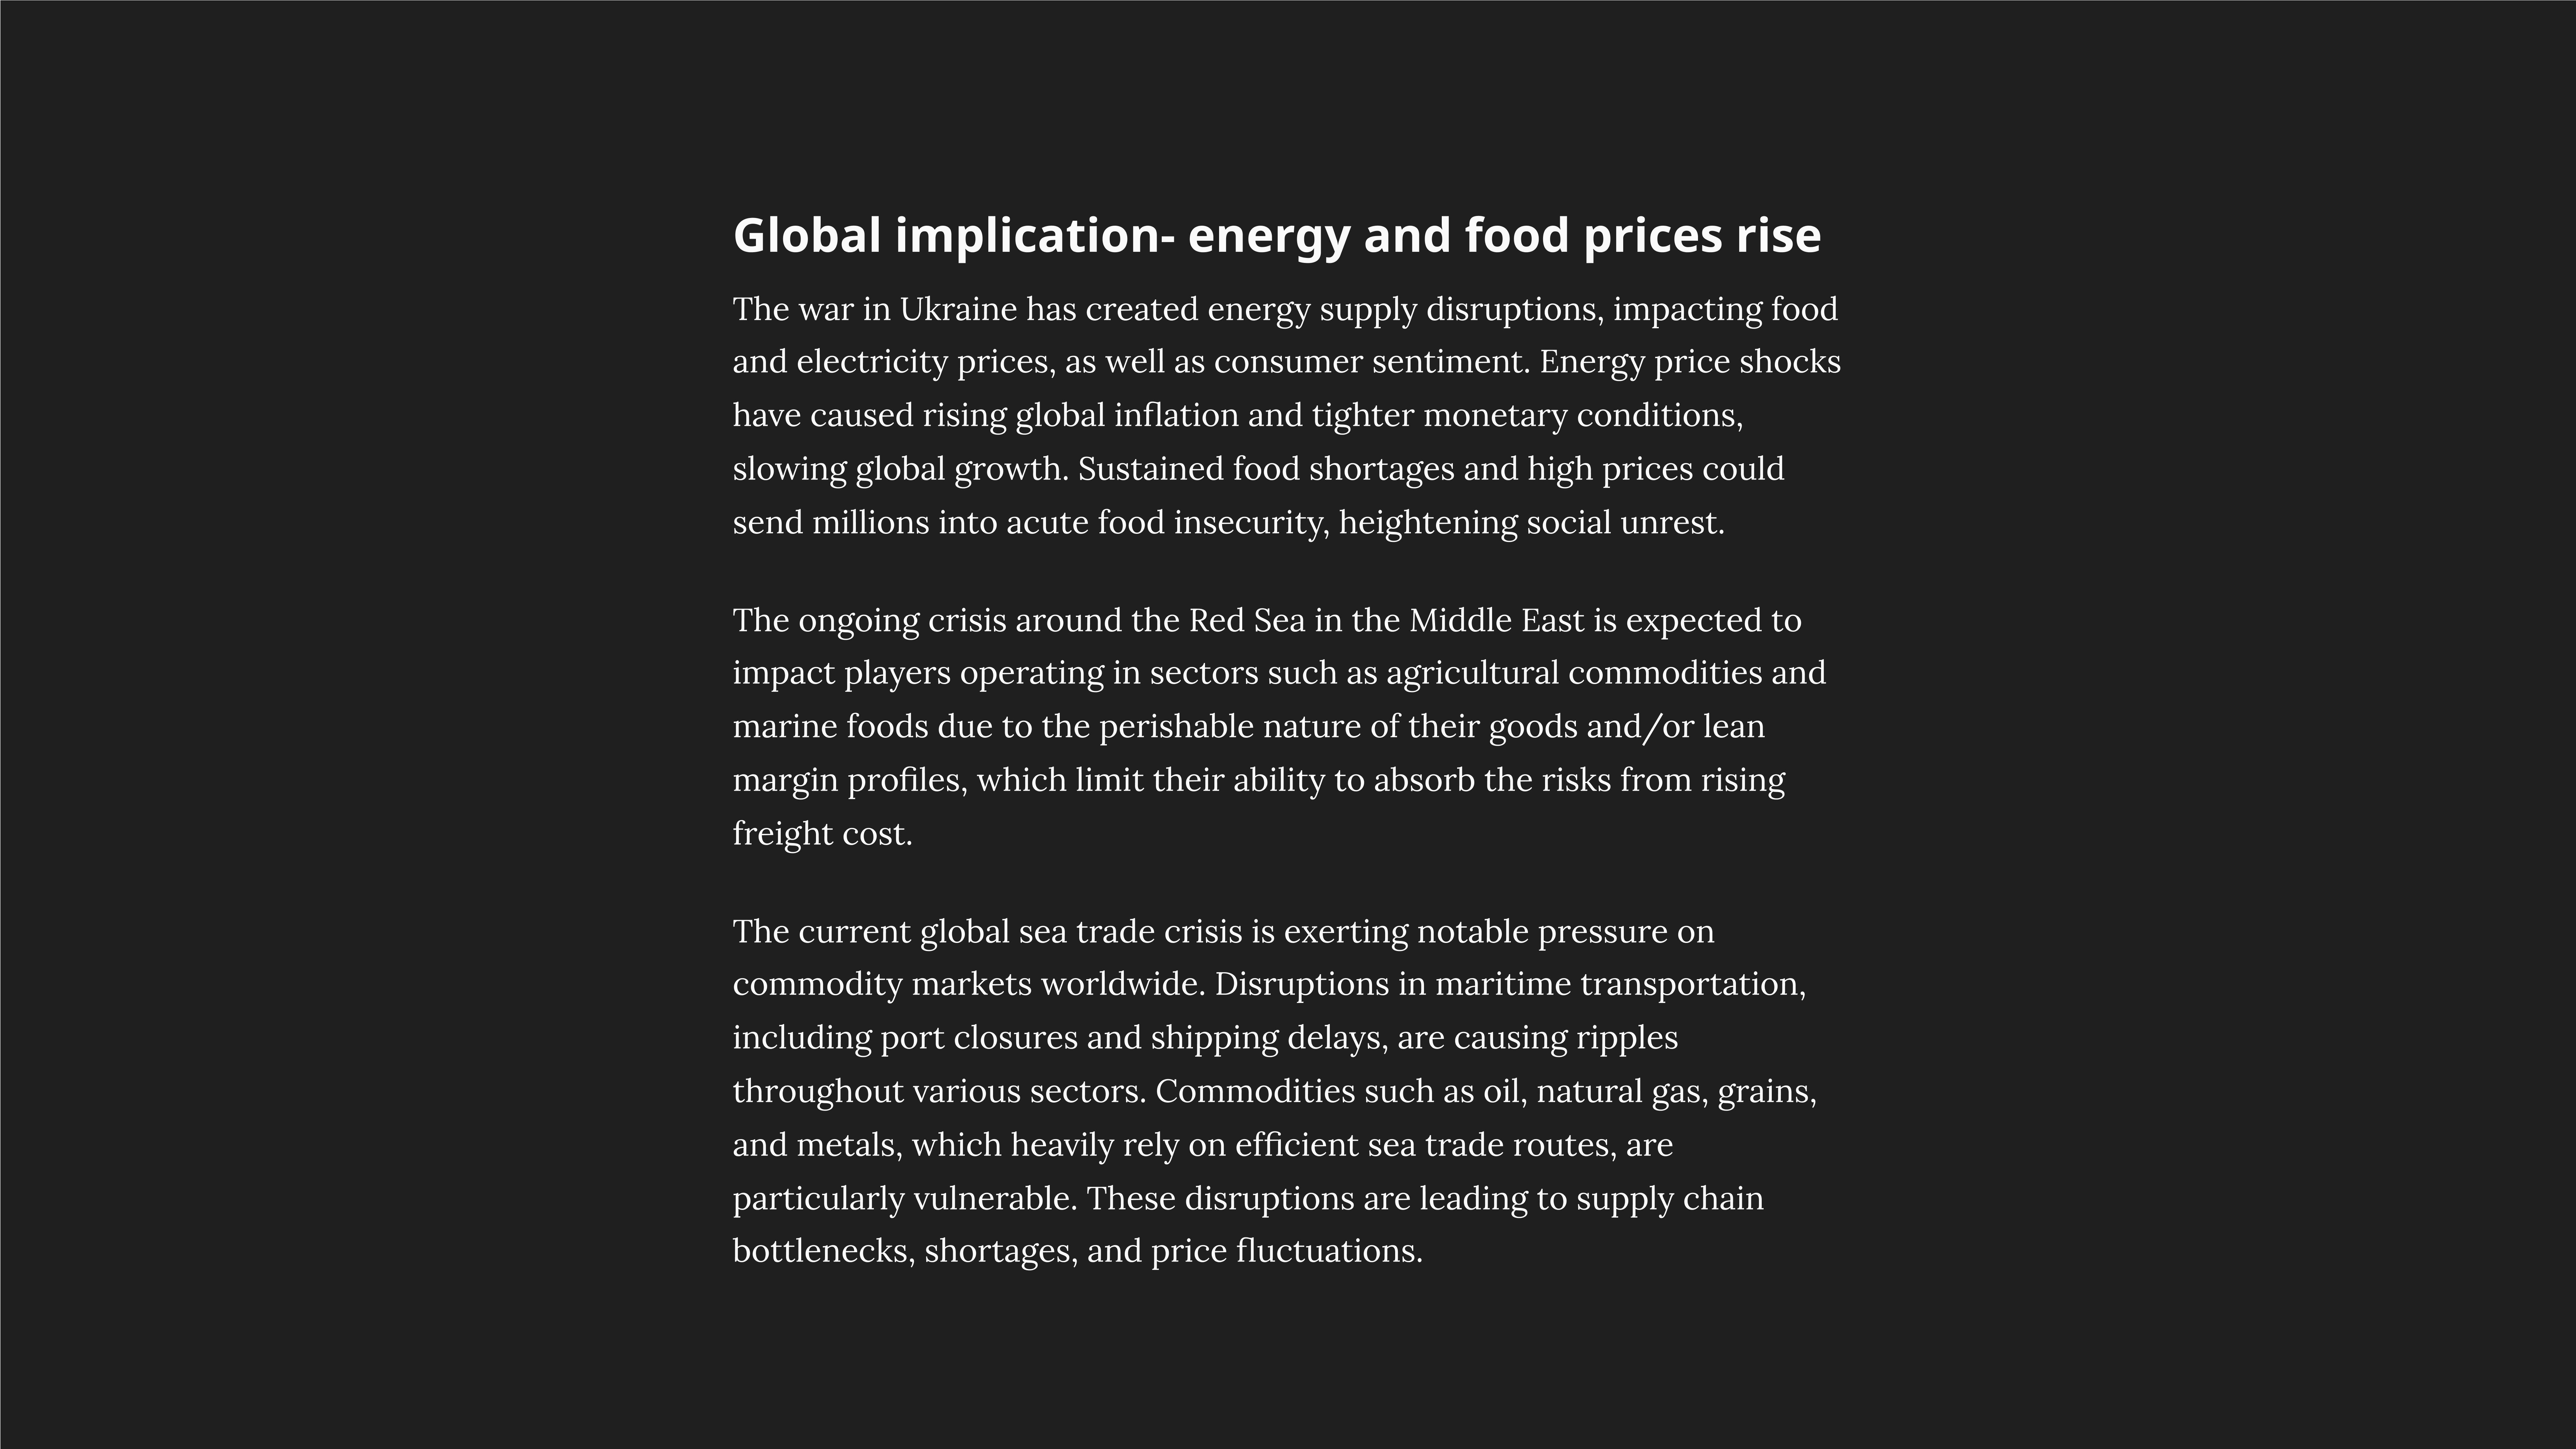 Global implication- energy and food prices rise
The war in Ukraine has created energy supply disruptions, impacting food
and electricity prices, as well as consumer sentiment. Energy price shocks
have caused rising global inflation and tighter monetary conditions,
slowing global growth. Sustained food shortages and high prices could
send millions into acute food insecurity, heightening social unrest.
The ongoing crisis around the Red Sea in the Middle East is expected to
impact players operating in sectors such as agricultural commodities and
marine foods due to the perishable nature of their goods and/or lean
margin profiles, which limit their ability to absorb the risks from rising
freight cost.
The current global sea trade crisis is exerting notable pressure on
commodity markets worldwide. Disruptions in maritime transportation,
including port closures and shipping delays, are causing ripples
throughout various sectors. Commodities such as oil, natural gas, grains,
and metals, which heavily rely on efficient sea trade routes, are
particularly vulnerable. These disruptions are leading to supply chain
bottlenecks, shortages, and price fluctuations.